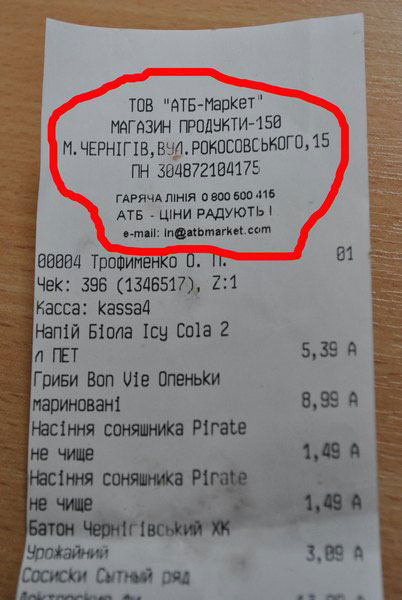 ТОВ "АТБ-Маркет"
МАГАЗИН ПРОДУКТИ-150
М.ЧЕРНІГІВ,ВУЛ.РОКОСОВСЬКОГО,15
ПН 304872104175
ГАРЯЧА ЛІНІЯ 0 800 500 415
АТБ - ЦІНИ РАДУЮТЬ !
e-mail: in@atbmarket.com
00004 Трофименко О. П. 01
Чек: 396 (1346517), Z:1
Касса: kassa4
Напій Біола Icy Cola 2
л ПЕТ 5,39 А
Гриби Bon Vie Опеньки
мариновані 8,99 А
Насіння соняшника Pirate
не чище 1,49 А
Насіння соняшника Pirate
не чище 1,49 А
Батон Чернігівський ХК
Урожайний 3,09 А
Сосиски Сытный ряд